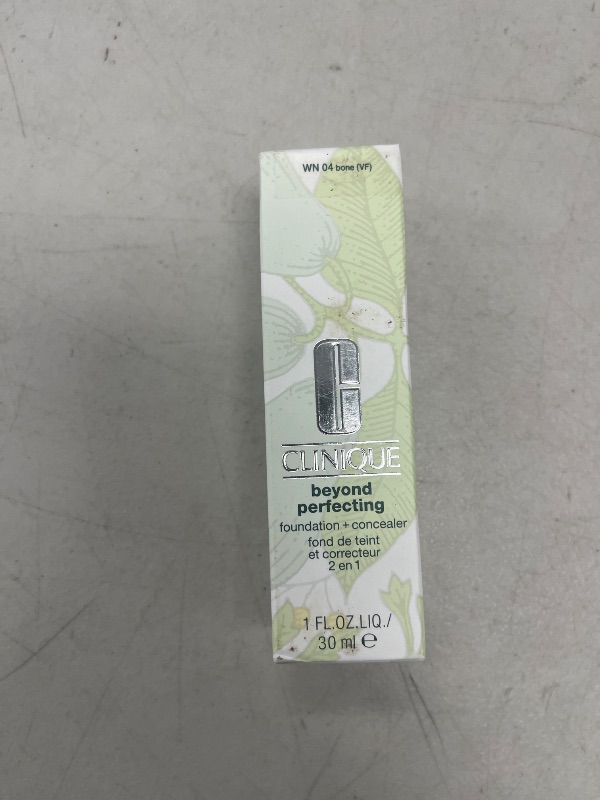 WN 04 bone (VF)
CLINIQUE
beyond
perfecting
foundation + concealer
fond de teint
et correcteur
2 en 1
1 FL.OZ.LIQ./
30 ml ℮